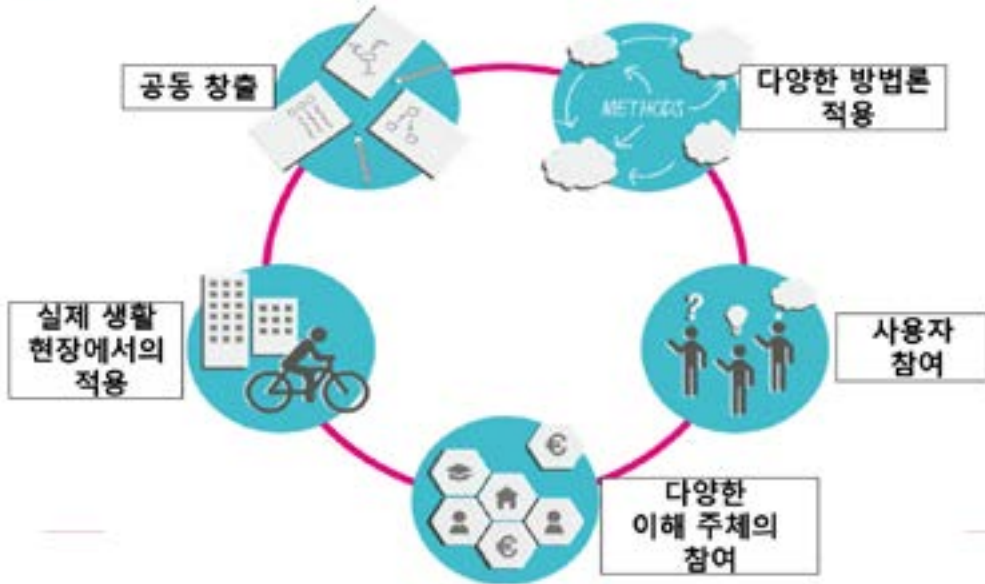 공동 창출
METHODS
다양한 방법론
적용
실제 생활
현장에서의
적용
?
사용자
참여
€
€
다양한
이해 주체의
참여